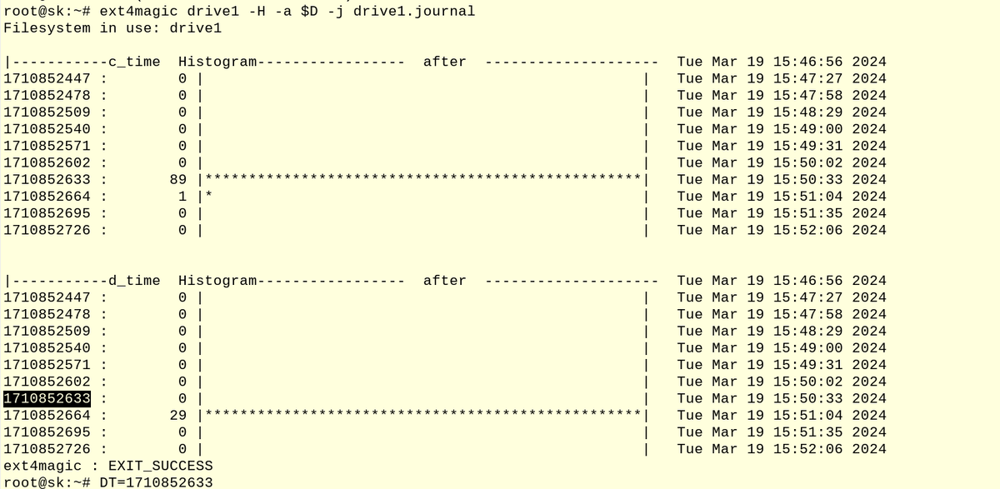 root@sk:~# ext4magic drive1 -H -a $D -j drive1.journal
Filesystem in use: drive1
|-----------c_time  Histogram-----------------  after  --------------------  Tue Mar 19 15:46:56 2024
1710852447 :        0 |                                                  |   Tue Mar 19 15:47:27 2024
1710852478 :        0 |                                                  |   Tue Mar 19 15:47:58 2024
1710852509 :        0 |                                                  |   Tue Mar 19 15:48:29 2024
1710852540 :        0 |                                                  |   Tue Mar 19 15:49:00 2024
1710852571 :        0 |                                                  |   Tue Mar 19 15:49:31 2024
1710852602 :        0 |                                                  |   Tue Mar 19 15:50:02 2024
1710852633 :       89 |**************************************************|   Tue Mar 19 15:50:33 2024
1710852664 :        1 |*                                                 |   Tue Mar 19 15:51:04 2024
1710852695 :        0 |                                                  |   Tue Mar 19 15:51:35 2024
1710852726 :        0 |                                                  |   Tue Mar 19 15:52:06 2024
|-----------d_time  Histogram-----------------  after  --------------------  Tue Mar 19 15:46:56 2024
1710852447 :        0 |                                                  |   Tue Mar 19 15:47:27 2024
1710852478 :        0 |                                                  |   Tue Mar 19 15:47:58 2024
1710852509 :        0 |                                                  |   Tue Mar 19 15:48:29 2024
1710852540 :        0 |                                                  |   Tue Mar 19 15:49:00 2024
1710852571 :        0 |                                                  |   Tue Mar 19 15:49:31 2024
1710852602 :        0 |                                                  |   Tue Mar 19 15:50:02 2024
1710852633 :        0 |                                                  |   Tue Mar 19 15:50:33 2024
1710852664 :       29 |**************************************************|   Tue Mar 19 15:51:04 2024
1710852695 :        0 |                                                  |   Tue Mar 19 15:51:35 2024
1710852726 :        0 |                                                  |   Tue Mar 19 15:52:06 2024
ext4magic : EXIT_SUCCESS
root@sk:~# DT=1710852633